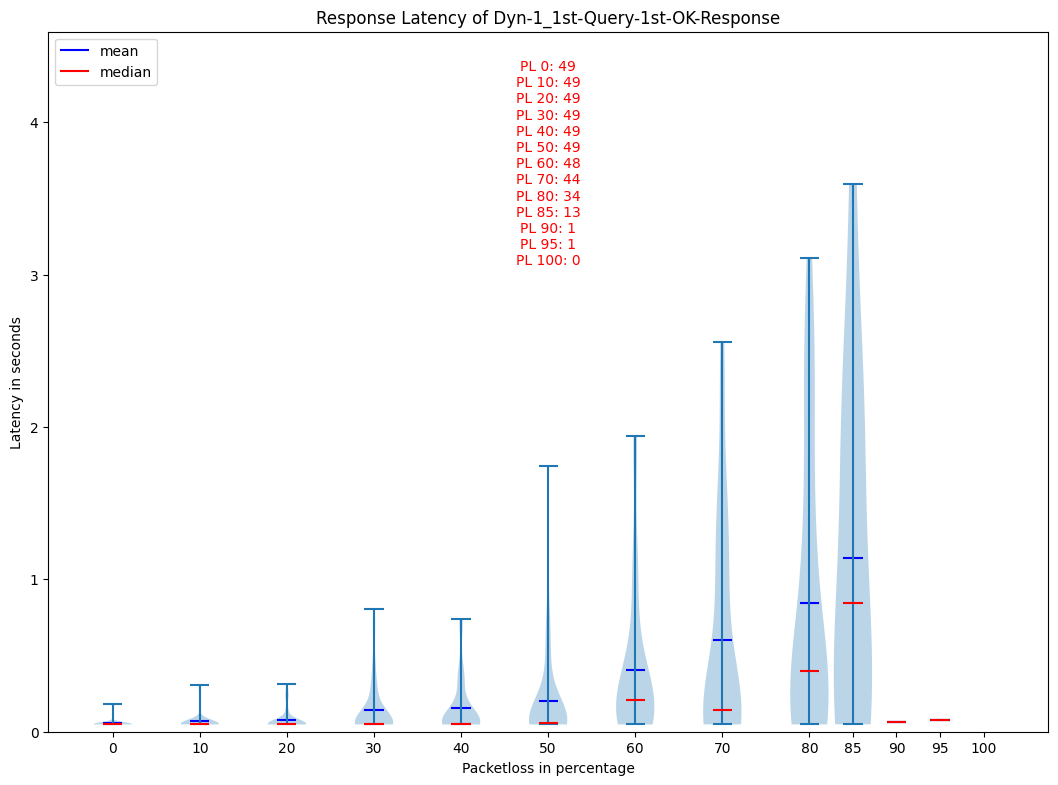 Response Latency of Dyn-1_1st-Query-1st-OK-Response
mean
median
PL 0: 49
PL 10: 49
PL 20: 49
PL 30: 49
PL 40: 49
PL 50: 49
PL 60: 48
PL 70: 44
PL 80: 34
PL 85: 13
PL 90: 1
PL 95: 1
PL 100: 0
4
3
2
1
0
Latency in seconds
0 10 20 30 40 50 60 70 80 85 90 95 100
Packetloss in percentage